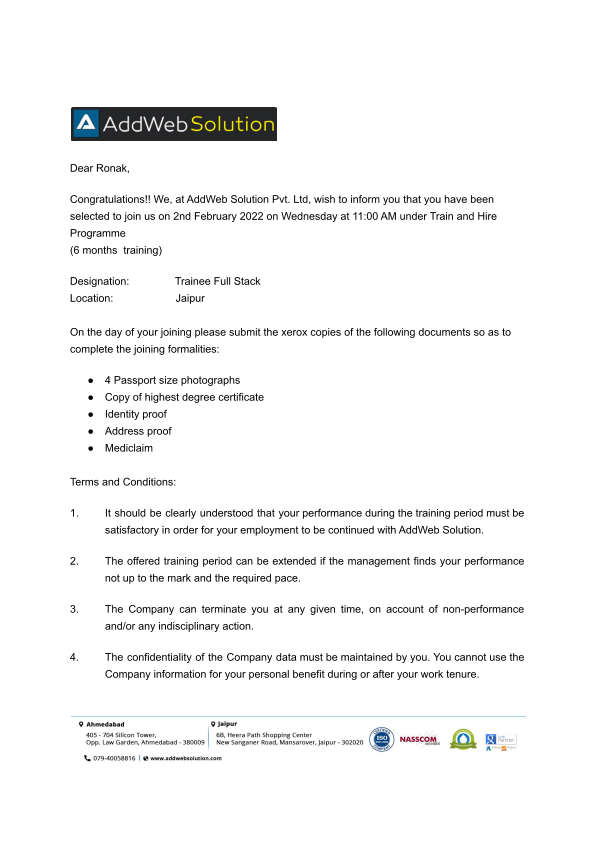 AddWebSolution
Dear Ronak,
Congratulations!! We, at AddWeb Solution Pvt. Ltd, wish to inform you that you have been
selected to join us on 2nd February 2022 on Wednesday at 11:00 AM under Train and Hire
Programme
(6 months  training)
Designation: Trainee Full Stack
Location: Jaipur
On the day of your joining please submit the xerox copies of the following documents so as to
complete the joining formalities:
● 4 Passport size photographs
● Copy of highest degree certificate
● Identity proof
● Address proof
● Mediclaim
Terms and Conditions:
1. It should be clearly understood that your performance during the training period must be
satisfactory in order for your employment to be continued with AddWeb Solution.
2. The offered training period can be extended if the management finds your performance
not up to the mark and the required pace.
3. The Company can terminate you at any given time, on account of non-performance
and/or any indisciplinary action.
4. The confidentiality of the Company data must be maintained by you. You cannot use the
Company information for your personal benefit during or after your work tenure.
Ahmedabad
405 - 704 Silicon Tower,
Opp. Law Garden, Ahmedabad - 380009
Jaipur
6B, Heera Path Shopping Center
New Sanganer Road, Mansarover, Jaipur - 302020
079-40058816 | www.addwebsolution.com
ISO
NASSCOM